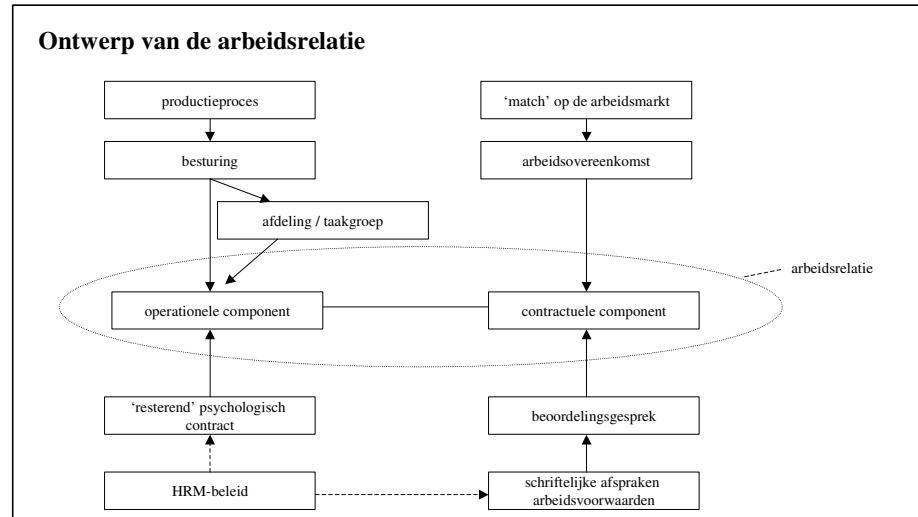 Ontwerp van de arbeidsrelatie
productieproces
‘match’ op de arbeidsmarkt
besturing
arbeidsovereenkomst
afdeling / taakgroep
arbeidsrelatie
operationele component
contractuele component
‘resterend’ psychologisch
contract
beoordelingsgesprek
HRM-beleid
schriftelijke afspraken
arbeidsvoorwaarden